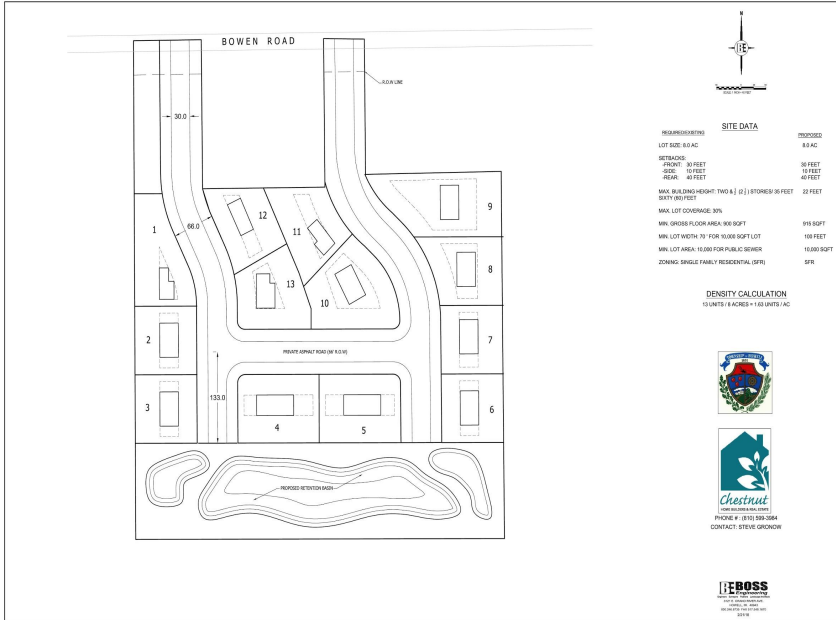 BOWEN ROAD
R.O.W LINE
30.0
66.0
1
2
3
4
5
6
7
8
9
10
11
12
13
PRIVATE ASPHALT ROAD (66' R.O.W)
133.0
PROPOSED RETENTION BASIN
N
SITE DATA
REQUIRED/EXISTING PROPOSED
LOT SIZE: 8.0 AC 8.0 AC
SETBACKS:
-FRONT: 30 FEET 30 FEET
-SIDE: 10 FEET 10 FEET
-REAR: 40 FEET 40 FEET
MAX. BUILDING HEIGHT: TWO & ½ (2 ½ ) STORIES/ 35 FEET 22 FEET
SIXTY (60) FEET
MAX. LOT COVERAGE: 30%
MIN. GROSS FLOOR AREA: 900 SQFT 915 SQFT
MIN. LOT WIDTH: 70 ' FOR 10,000 SQFT LOT 100 FEET
MIN. LOT AREA: 10,000 FOR PUBLIC SEWER 10,000 SQFT
ZONING: SINGLE FAMILY RESIDENTIAL (SFR) SFR
DENSITY CALCULATION
13 UNITS / 8 ACRES = 1.63 UNITS / AC
Chestnut
HOME BUILDERS & REAL ESTATE
PHONE # : (810) 599-3984
CONTACT: STEVE GRONOW
BE BOSS
Engineering